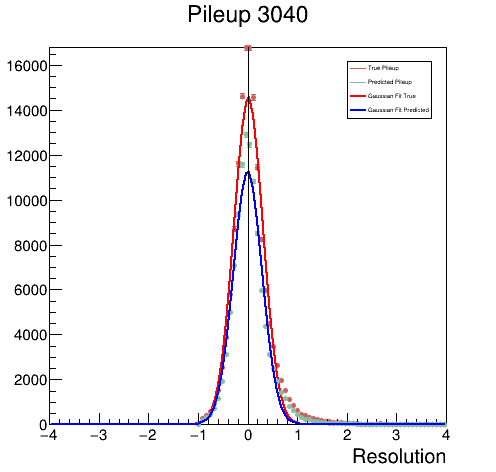 Pileup 3040
True Pileup
Predicted Pileup
Gaussian Fit True
Gaussian Fit Predicted
16000
14000
12000
10000
8000
6000
4000
2000
0
−4 −3 −2 −1 0 1 2 3 4
Resolution